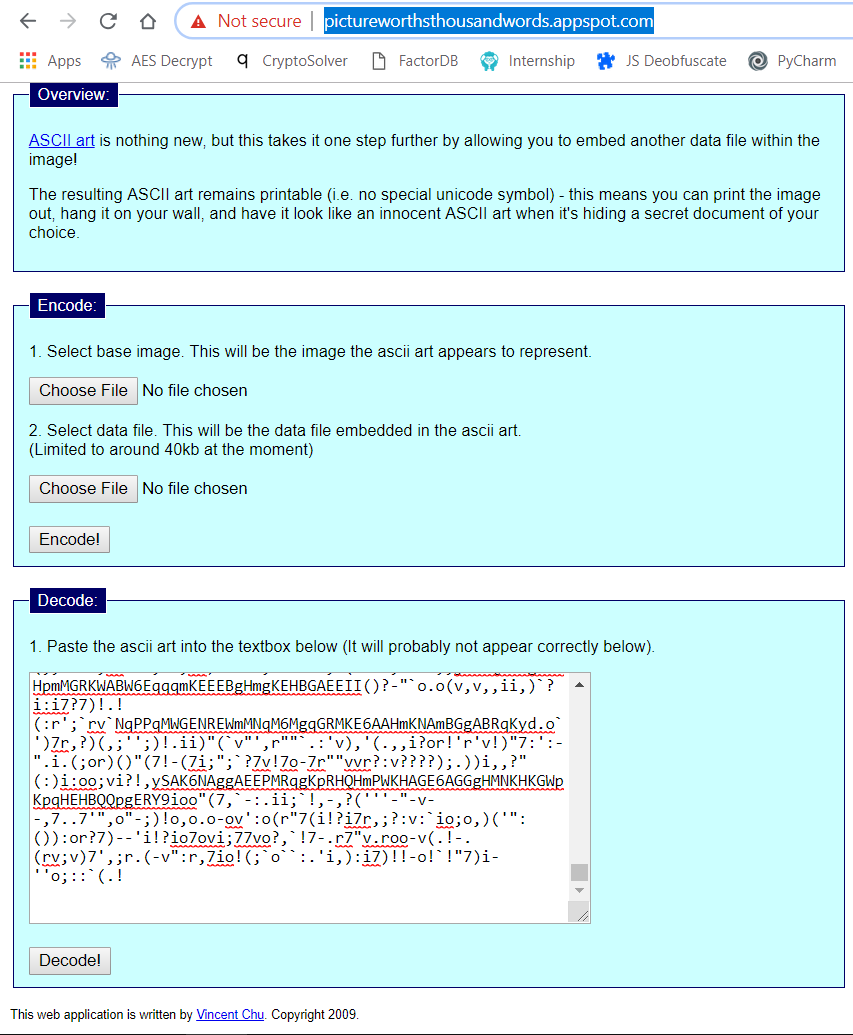 Not secure | pictureworthsthousandwords.appspot.com
Apps AES Decrypt CryptoSolver FactorDB Internship JS Deobfuscate PyCharm
Overview:
ASCII art is nothing new, but this takes it one step further by allowing you to embed another data file within the
image!
The resulting ASCII art remains printable (i.e. no special unicode symbol) - this means you can print the image
out, hang it on your wall, and have it look like an innocent ASCII art when it's hiding a secret document of your
choice.
Encode:
1. Select base image. This will be the image the ascii art appears to represent.
Choose File No file chosen
2. Select data file. This will be the data file embedded in the ascii art.
(Limited to around 40kb at the moment)
Choose File No file chosen
Encode!
Decode:
1. Paste the ascii art into the textbox below (It will probably not appear correctly below).
HpmMGRKWABW6EqqqmKEEEBgHmgKEHBGAEEII()?-"`o.o(v,v,,ii,)`?
i:i7?7)!.!
(:r';`rv`NqPPqMWGENREWmMNqM6MgqGRMKE6AAHmKNAmBGgABRqKyd.o`
')7r,?)(,;'';)!.ii)"(`v"',r""`.:'v),'(.,,i?or!'r'v!)"7:':-
".i.(;or)()"(7!-(7i;";`?7v!7o-7r""vvr?:v????);.))i,,?"
(:)i:oo;vi?!,ySAK6NAggAEEPMRqgKpRHQHmPWKHAGE6AGGgHMNKHKGWp
KpqHEHBQQpgERY9ioo"(7,`-:.ii;`!,-,?('''-"-v-
-,7..7'",o"-;)!o,o.o-ov':o(r"7(i!?i7r,;?:v:`io;o,)('":
()):or?7)--'i!?io7ovi;77vo?,`!7-.r7"v.roo-v(.!-.
(rv;v)7',;r.(-v":r,7io!(;`o``:.'i,):i7)!!-o!`!"7)i-
''o;::`(.!
Decode!
This web application is written by Vincent Chu. Copyright 2009.